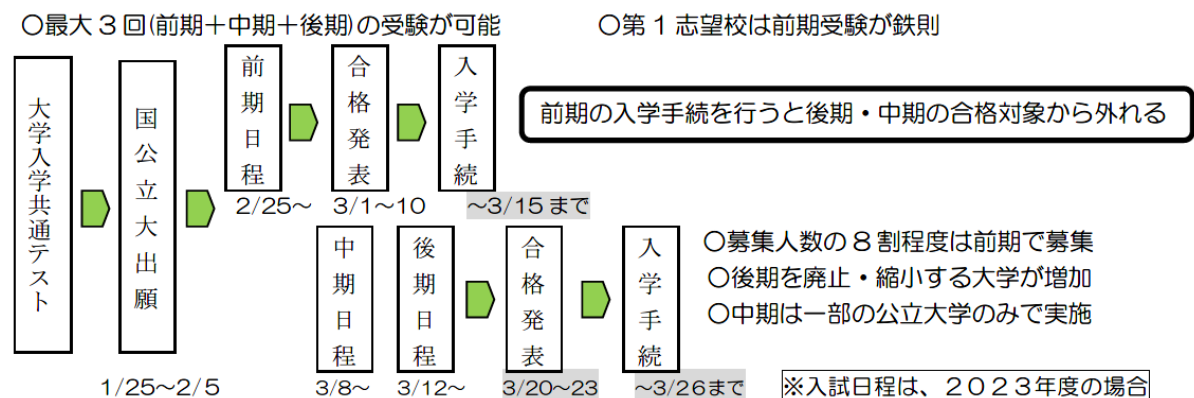 ○最大3回(前期＋中期＋後期)の受験が可能
○第1志望校は前期受験が鉄則
大学入学共通テスト
国公立大出願
1/25～2/5
前期日程
2/25～
合格発表
3/1～10
入学手続
～3/15まで
前期の入学手続を行うと後期・中期の合格対象から外れる
中期日程
3/8～
後期日程
3/12～
合格発表
3/20～23
入学手続
～3/26まで
○募集人数の8割程度は前期で募集
○後期を廃止・縮小する大学が増加
○中期は一部の公立大学のみで実施
※入試日程は、２０２３年度の場合